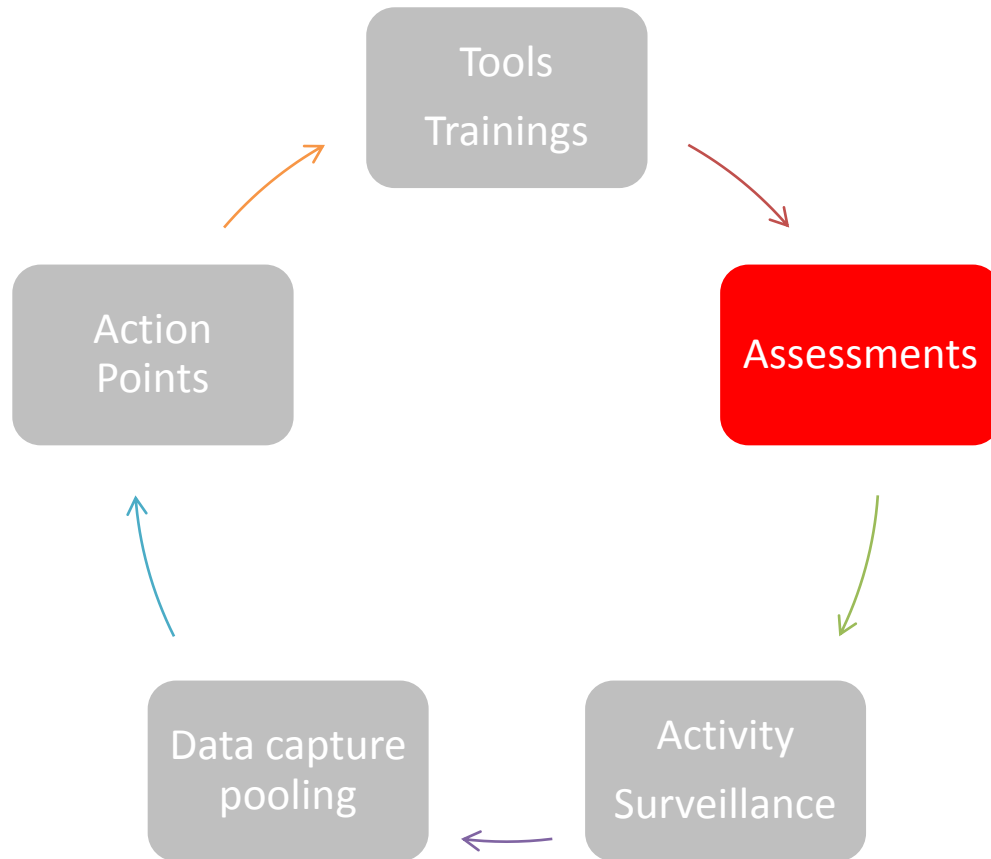 Tools
Trainings
Assessments
Activity
Surveillance
Data capture
pooling
Action
Points